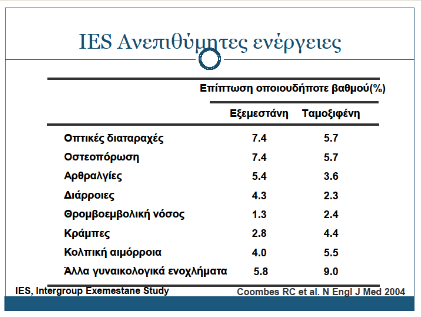 IES Ανεπιθύμητες ενέργειες
Επίπτωση οποιουδήποτε βαθμού(%)
Εξεμεστάνη Ταμοξιφένη
Οπτικές διαταραχές 7.4 5.7
Οστεοπόρωση 7.4 5.7
Αρθραλγίες 5.4 3.6
Διάρροιες 4.3 2.3
Θρομβοεμβολική νόσος 1.3 2.4
Κράμπες 2.8 4.4
Κολπική αιμόρροια 4.0 5.5
Άλλα γυναικολογικά ενοχλήματα 5.8 9.0
IES, Intergroup Exemestane Study Coombes RC et al. N Engl J Med 2004